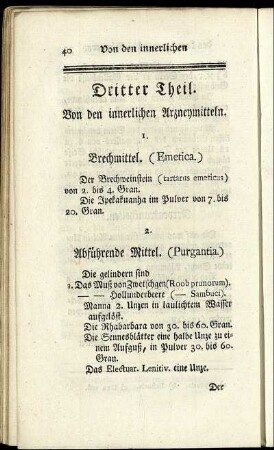 40 Von den innerlichen
Dritter Theil.
Von den innerlichen Arzneymitteln.
1.
Brechmittel. (Emetica.)
Der Brechweinstein (tartarus emeticus)
von 2. bis 4. Gran.
Die Ipekakuanha im Pulver von 7. bis
20. Gran.
2.
Abführende Mittel. (Purgantia.)
Die gelindern sind
1. Das Muß von Zwetschgen (Roob prunorum).
— — Hollunderbeere (— Sambuci).
Manna 2. Unzen in laulichtem Wasser
aufgelöst.
Die Rhabarbara von 30. bis 60. Gran.
Die Sennesblätter eine halbe Unze zu ei-
nem Aufguß, in Pulver 30. bis 60.
Gran.
Das Electuar. Lenitiv. eine Unze.
Der